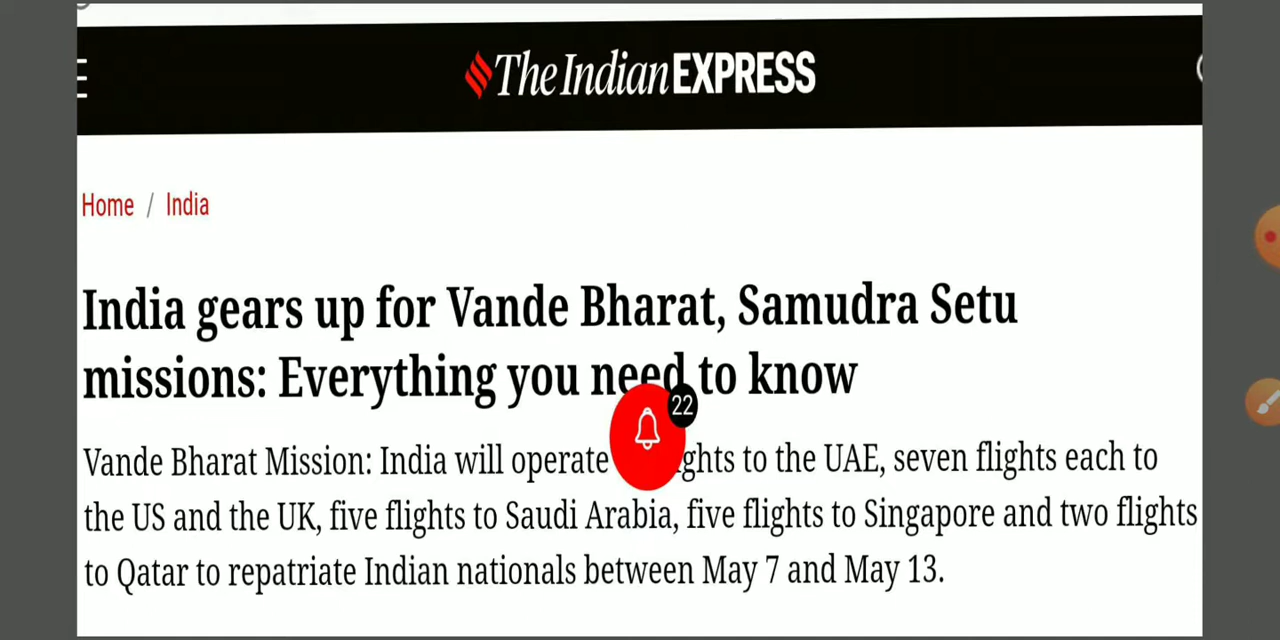 The Indian EXPRESS
Home / India
India gears up for Vande Bharat, Samudra Setu
missions: Everything you need to know
22
Vande Bharat Mission: India will operate to the UAE, seven flights each to
the US and the UK, five flights to Saudi Arabia, five flights to Singapore and two flights
to Qatar to repatriate Indian nationals between May 7 and May 13.